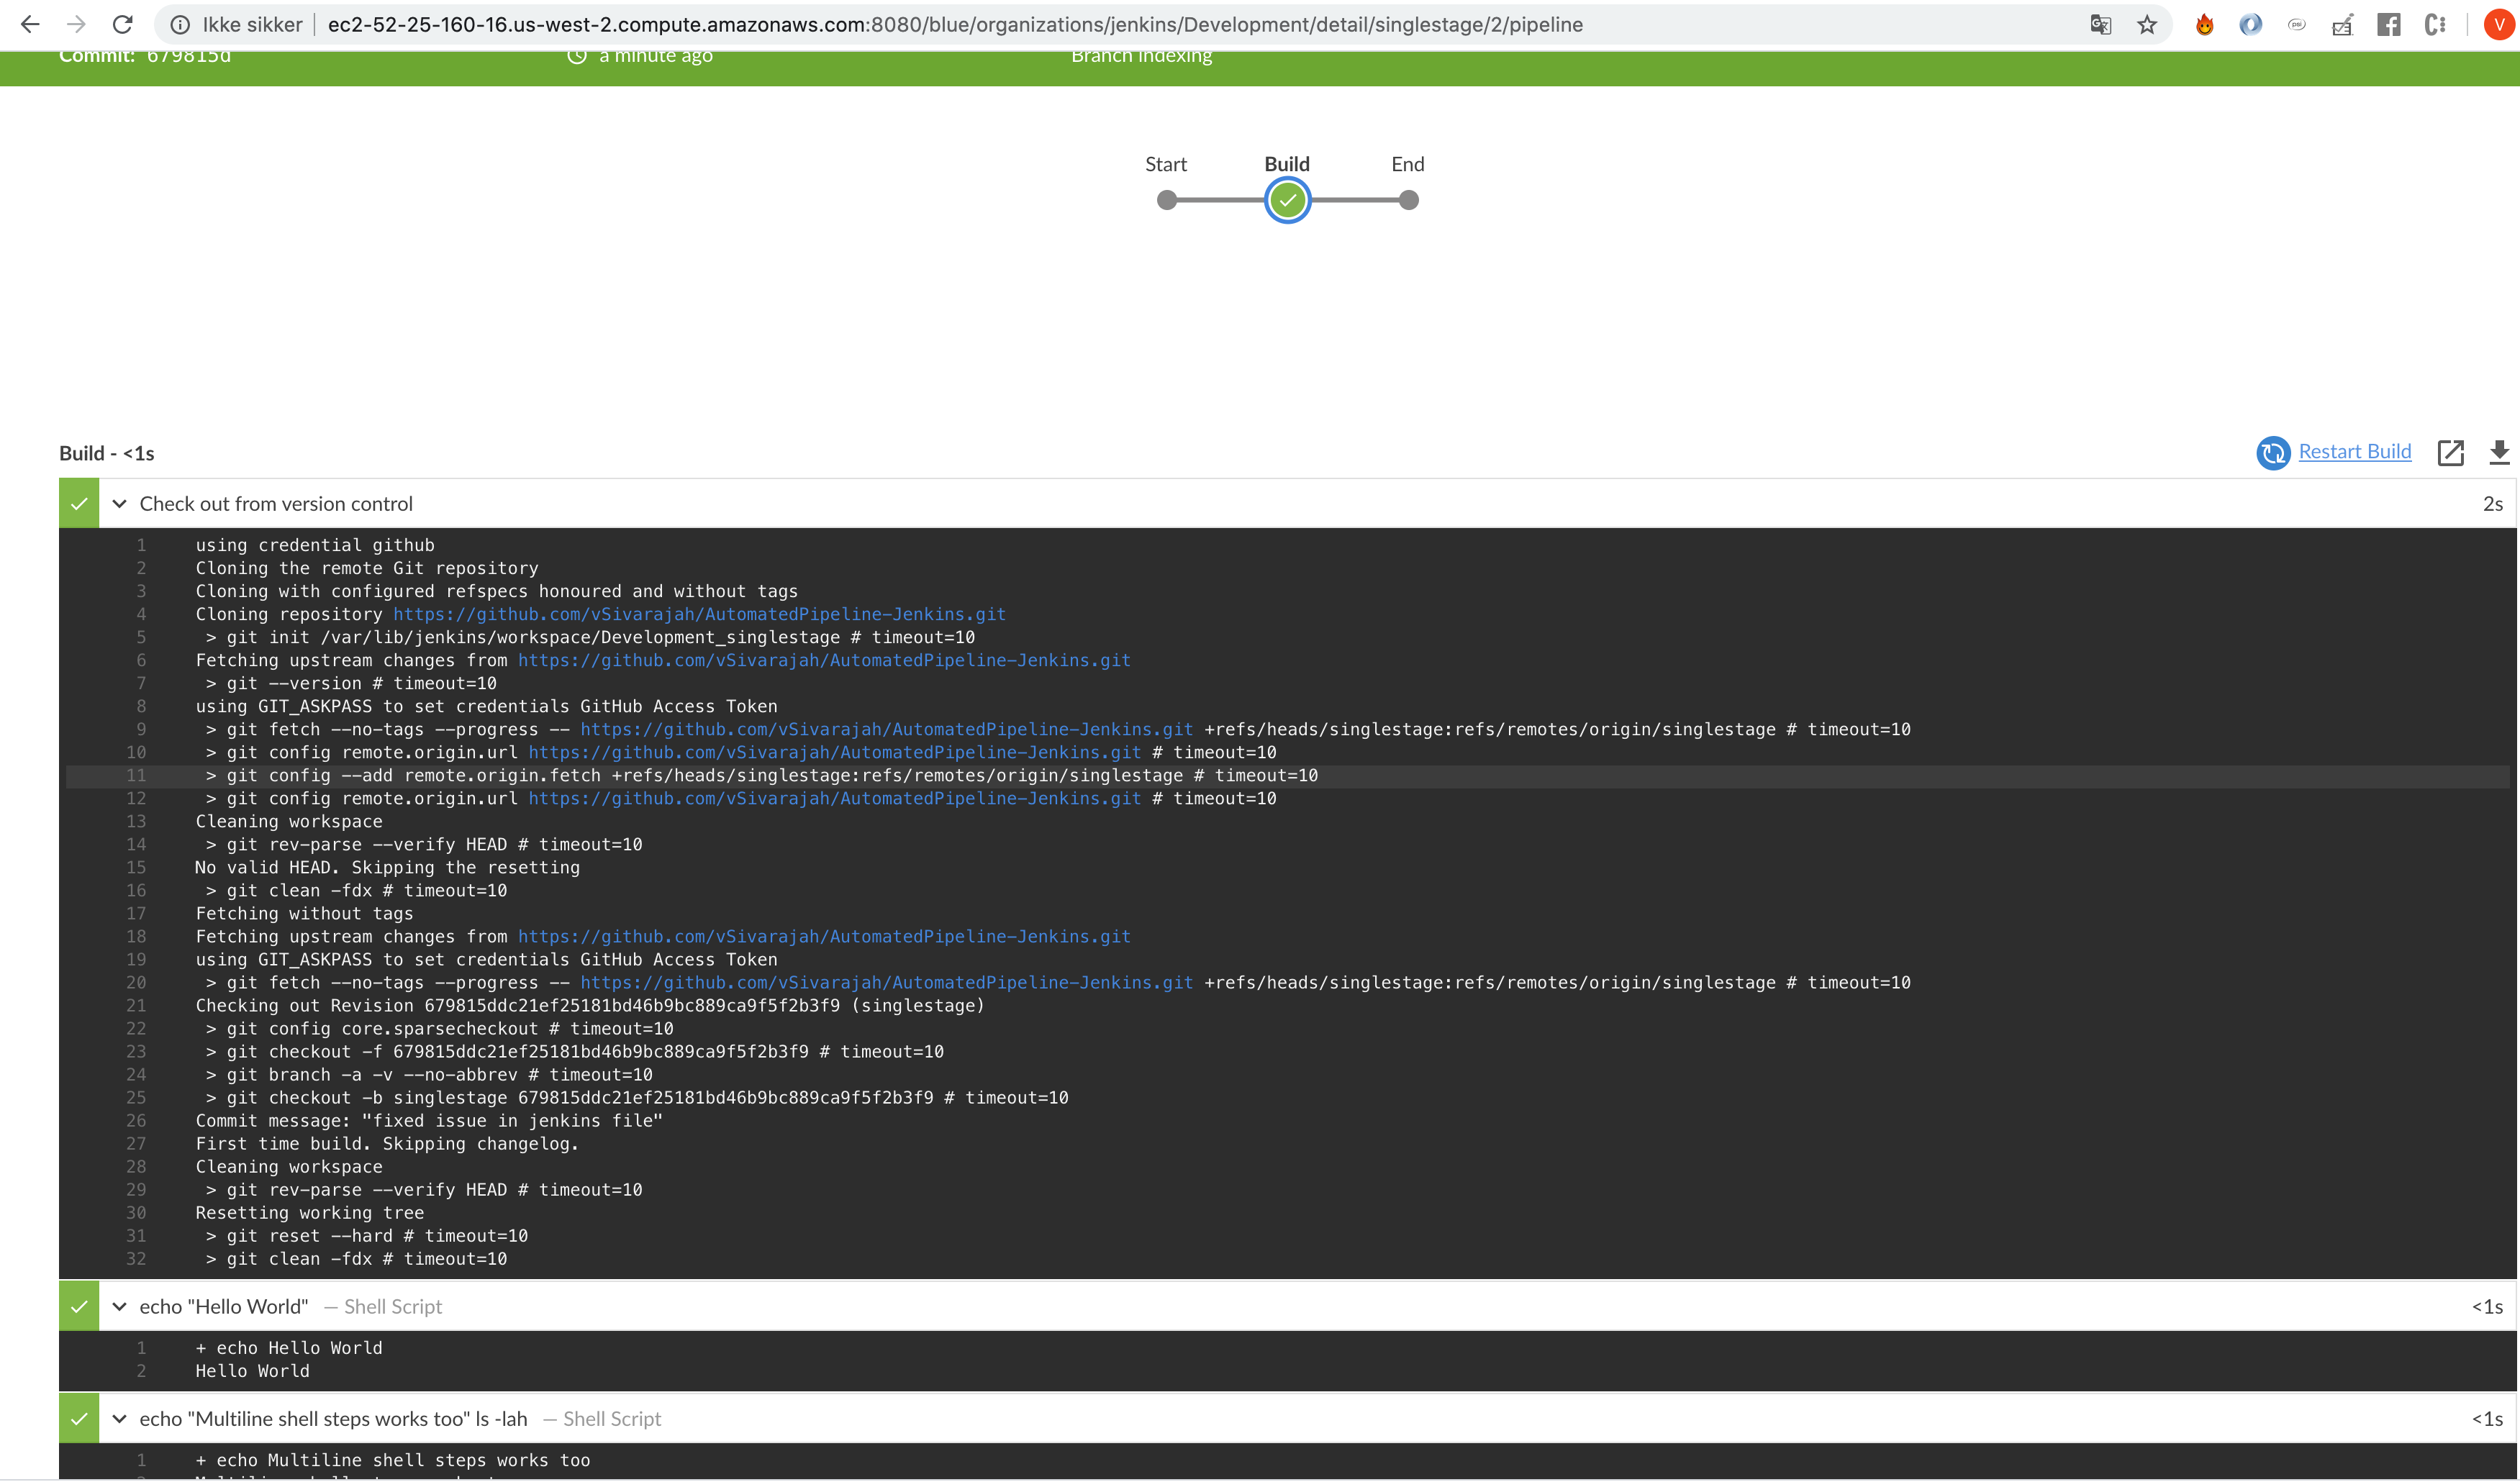 Ikke sikker ec2-52-25-160-16.us-west-2.compute.amazonaws.com:8080/blue/organizations/jenkins/Development/detail/singlestage/2/pipeline
V
Commit: 679815d a minute ago Branch indexing
Start Build End
Build - <1s Restart Build
Check out from version control 2s
1 using credential github
2 Cloning the remote Git repository
3 Cloning with configured refspecs honoured and without tags
4 Cloning repository https://github.com/vSivarajah/AutomatedPipeline-Jenkins.git
5 > git init /var/lib/jenkins/workspace/Development_singlestage # timeout=10
6 Fetching upstream changes from https://github.com/vSivarajah/AutomatedPipeline-Jenkins.git
7 > git --version # timeout=10
8 using GIT_ASKPASS to set credentials GitHub Access Token
9 > git fetch --no-tags --progress -- https://github.com/vSivarajah/AutomatedPipeline-Jenkins.git +refs/heads/singlestage:refs/remotes/origin/singlestage # timeout=10
10 > git config remote.origin.url https://github.com/vSivarajah/AutomatedPipeline-Jenkins.git # timeout=10
11 > git config --add remote.origin.fetch +refs/heads/singlestage:refs/remotes/origin/singlestage # timeout=10
12 > git config remote.origin.url https://github.com/vSivarajah/AutomatedPipeline-Jenkins.git # timeout=10
13 Cleaning workspace
14 > git rev-parse --verify HEAD # timeout=10
15 No valid HEAD. Skipping the resetting
16 > git clean -fdx # timeout=10
17 Fetching without tags
18 Fetching upstream changes from https://github.com/vSivarajah/AutomatedPipeline-Jenkins.git
19 using GIT_ASKPASS to set credentials GitHub Access Token
20 > git fetch --no-tags --progress -- https://github.com/vSivarajah/AutomatedPipeline-Jenkins.git +refs/heads/singlestage:refs/remotes/origin/singlestage # timeout=10
21 Checking out Revision 679815ddc21ef25181bd46b9bc889ca9f5f2b3f9 (singlestage)
22 > git config core.sparsecheckout # timeout=10
23 > git checkout -f 679815ddc21ef25181bd46b9bc889ca9f5f2b3f9 # timeout=10
24 > git branch -a -v --no-abbrev # timeout=10
25 > git checkout -b singlestage 679815ddc21ef25181bd46b9bc889ca9f5f2b3f9 # timeout=10
26 Commit message: "fixed issue in jenkins file"
27 First time build. Skipping changelog.
28 Cleaning workspace
29 > git rev-parse --verify HEAD # timeout=10
30 Resetting working tree
31 > git reset --hard # timeout=10
32 > git clean -fdx # timeout=10
echo "Hello World" — Shell Script <1s
1 + echo Hello World
2 Hello World
echo "Multiline shell steps works too" ls -lah — Shell Script <1s
1 + echo Multiline shell steps works too